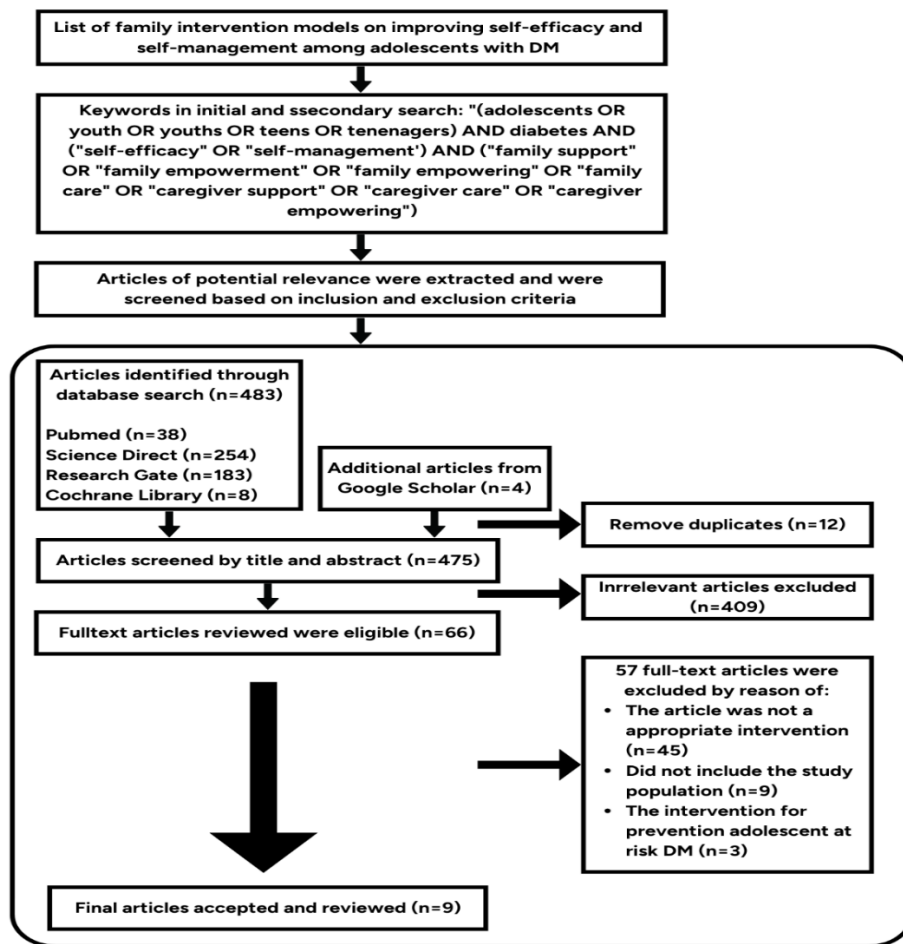 List of family intervention models on improving self-efficacy and
self-management among adolescents with DM
Keywords in initial and ssecondary search: "(adolescents OR
youth OR youths OR teens OR tenenagers) AND diabetes AND
("self-efficacy" OR "self-management') AND ("family support"
OR "family empowerment" OR "family empowering" OR "family
care" OR "caregiver support" OR "caregiver care" OR "caregiver
empowering")
Articles of potential relevance were extracted and were
screened based on inclusion and exclusion criteria
Articles identified through
database search (n=483)
Pubmed (n=38)
Science Direct (n=254)
Research Gate (n=183)
Cochrane Library (n=8)
Additional articles from
Google Scholar (n=4)
Remove duplicates (n=12)
Articles screened by title and abstract (n=475)
Inrrelevant articles excluded
(n=409)
Fulltext articles reviewed were eligible (n=66)
57 full-text articles were
excluded by reason of:
• The article was not a
appropriate intervention
(n=45)
• Did not include the study
population (n=9)
• The intervention for
prevention adolescent at
risk DM (n=3)
Final articles accepted and reviewed (n=9)